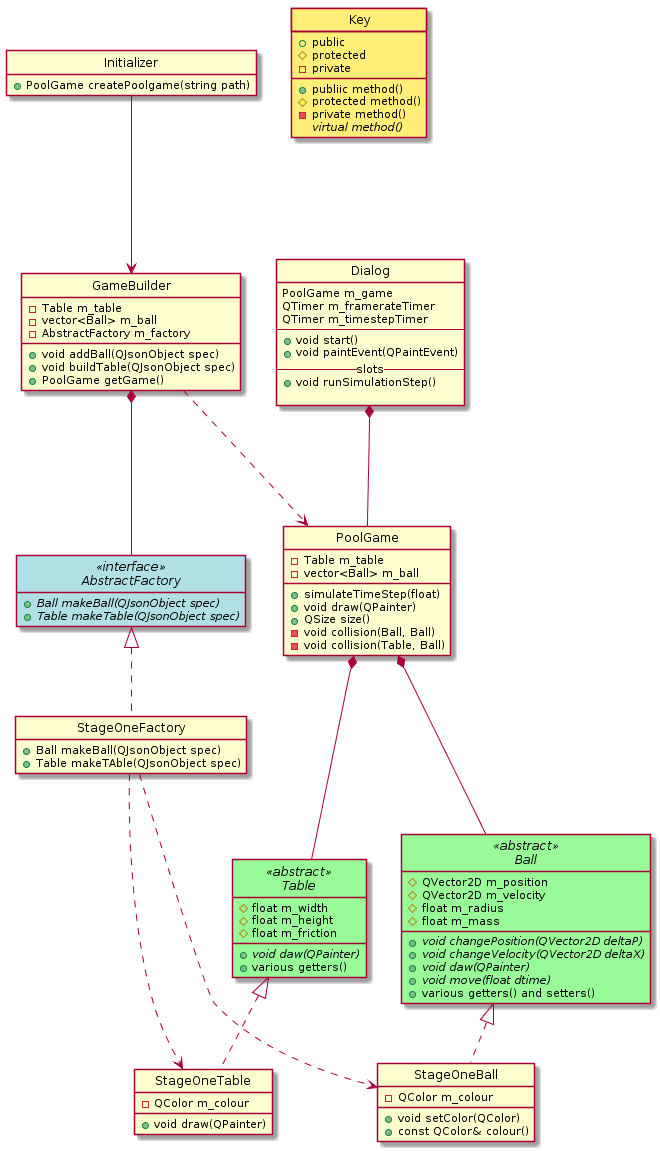 Key
public
protected
private
publiic method()
protected method()
private method()
virtual method()
Initializer
PoolGame createPoolgame(string path)
GameBuilder
Table m_table
vector<Ball> m_ball
AbstractFactory m_factory
void addBall(QJsonObject spec)
void buildTable(QJsonObject spec)
PoolGame getGame()
Dialog
PoolGame m_game
QTimer m_framerateTimer
QTimer m_timestepTimer
void start()
void paintEvent(QPaintEvent)
slots
void runSimulationStep()
«interface»
AbstractFactory
Ball makeBall(QJsonObject spec)
Table makeTable(QJsonObject spec)
PoolGame
Table m_table
vector<Ball> m_ball
simulateTimeStep(float)
void draw(QPainter)
QSize size()
void collision(Ball, Ball)
void collision(Table, Ball)
StageOneFactory
Ball makeBall(QJsonObject spec)
Table makeTAble(QJsonObject spec)
«abstract»
Table
float m_width
float m_height
float m_friction
void daw(QPainter)
various getters()
«abstract»
Ball
QVector2D m_position
QVector2D m_velocity
float m_radius
float m_mass
void changePosition(QVector2D deltaP)
void changeVelocity(QVector2D deltaX)
void daw(QPainter)
void move(float dtime)
various getters() and setters()
StageOneTable
QColor m_colour
void draw(QPainter)
StageOneBall
QColor m_colour
void setColor(QColor)
const QColor& colour()